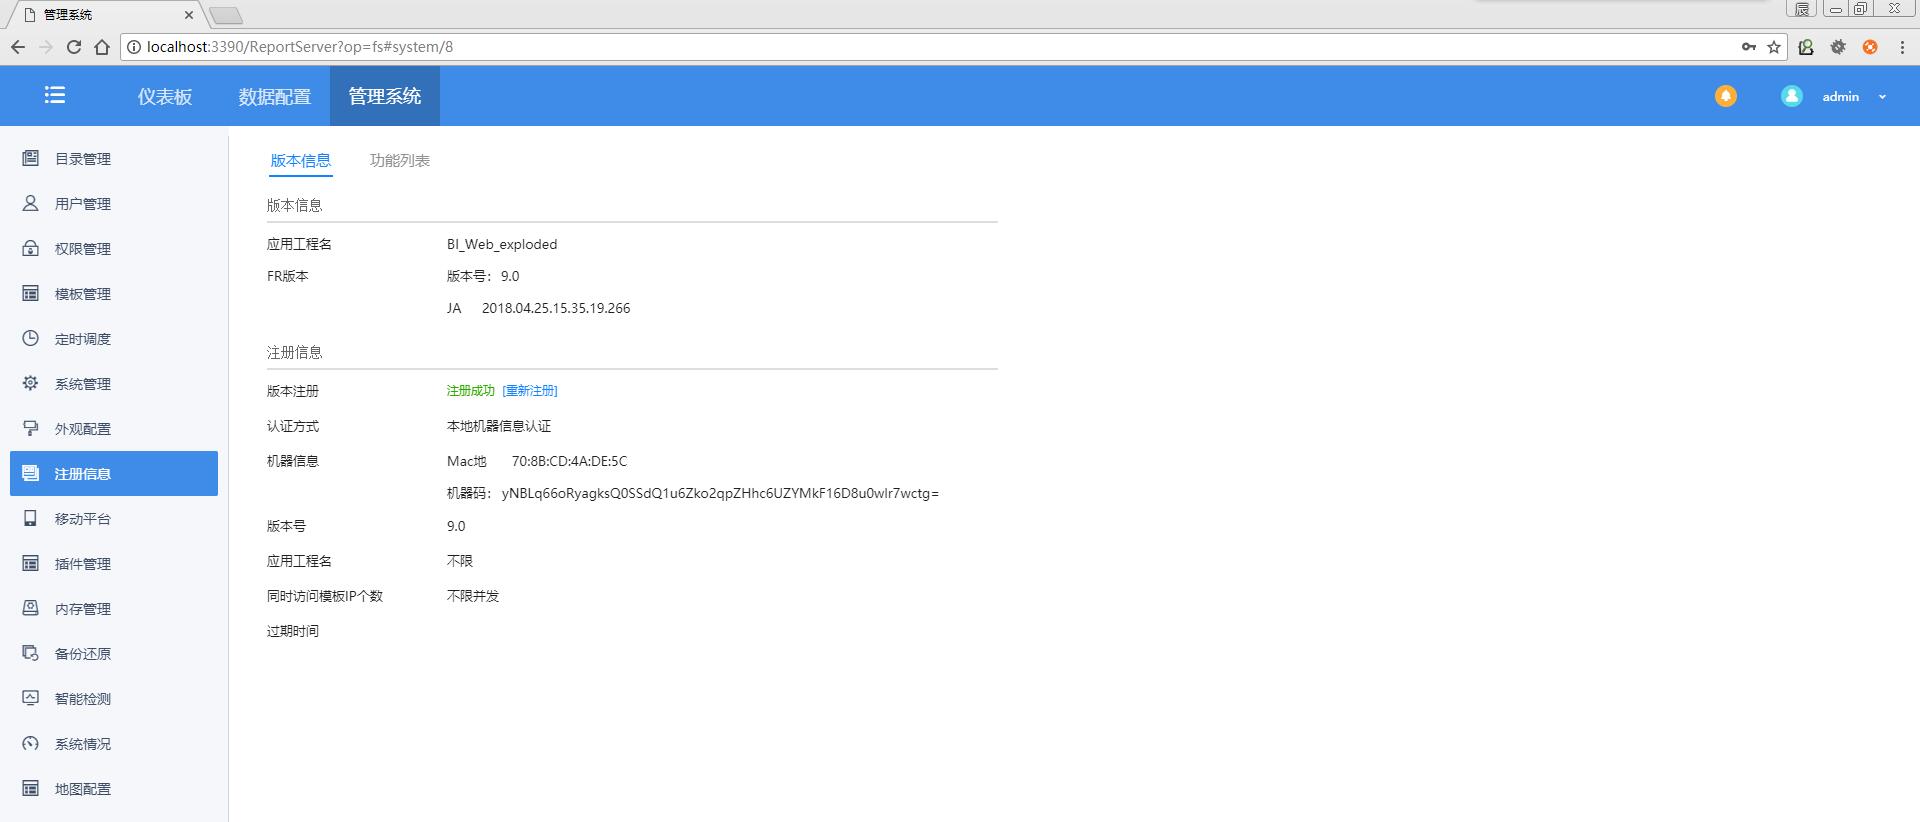 管理系统
辰
localhost:3390/ReportServer?op=fs#system/8
仪表板 数据配置 管理系统 admin
目录管理
用户管理
权限管理
模板管理
定时调度
系统管理
外观配置
注册信息
移动平台
插件管理
内存管理
备份还原
智能检测
系统情况
地图配置
版本信息 功能列表
版本信息
应用工程名 BI_Web_exploded
FR版本 版本号： 9.0
JA 2018.04.25.15.35.19.266
注册信息
版本注册 注册成功 [重新注册]
认证方式 本地机器信息认证
机器信息 Mac地 70:8B:CD:4A:DE:5C
机器码： yNBLq66oRyagksQ0SSdQ1u6Zko2qpZHhc6UZYMkF16D8u0wlr7wctg=
版本号 9.0
应用工程名 不限
同时访问模板IP个数 不限并发
过期时间